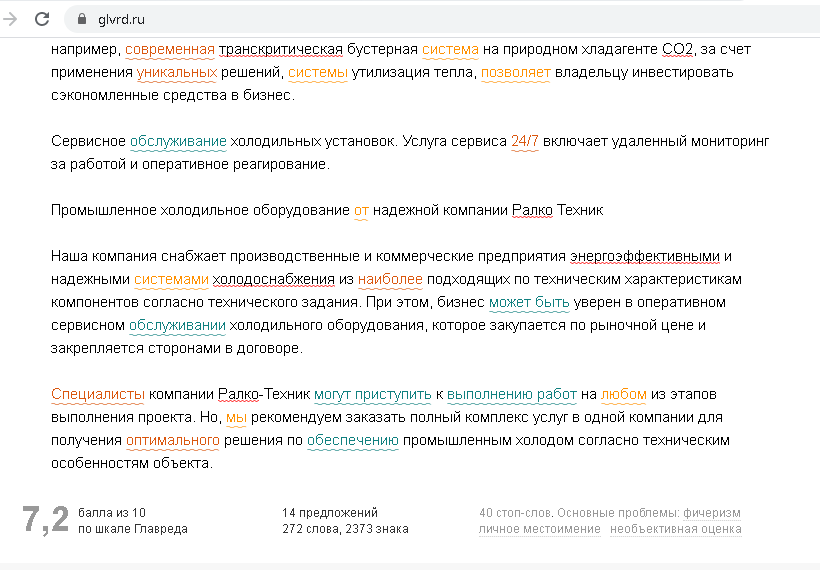 glvrd.ru
например, современная транскритическая бустерная система на природном хладагенте СО2, за счет
применения уникальных решений, системы утилизация тепла, позволяет владельцу инвестировать
сэкономленные средства в бизнес.
Сервисное обслуживание холодильных установок. Услуга сервиса 24/7 включает удаленный мониторинг
за работой и оперативное реагирование.
Промышленное холодильное оборудование от надежной компании Ралко Техник
Наша компания снабжает производственные и коммерческие предприятия энергоэффективными и
надежными системами холодоснабжения из наиболее подходящих по техническим характеристикам
компонентов согласно технического задания. При этом, бизнес может быть уверен в оперативном
сервисном обслуживании холодильного оборудования, которое закупается по рыночной цене и
закрепляется сторонами в договоре.
Специалисты компании Ралко-Техник могут приступить к выполнению работ на любом из этапов
выполнения проекта. Но, мы рекомендуем заказать полный комплекс услуг в одной компании для
получения оптимального решения по обеспечению промышленным холодом согласно техническим
особенностям объекта.
7,2 балла из 10 14 предложений 40 стоп-слов. Основные проблемы: фичеризм
по шкале Главреда 272 слова, 2373 знака личное местоимение необъективная оценка